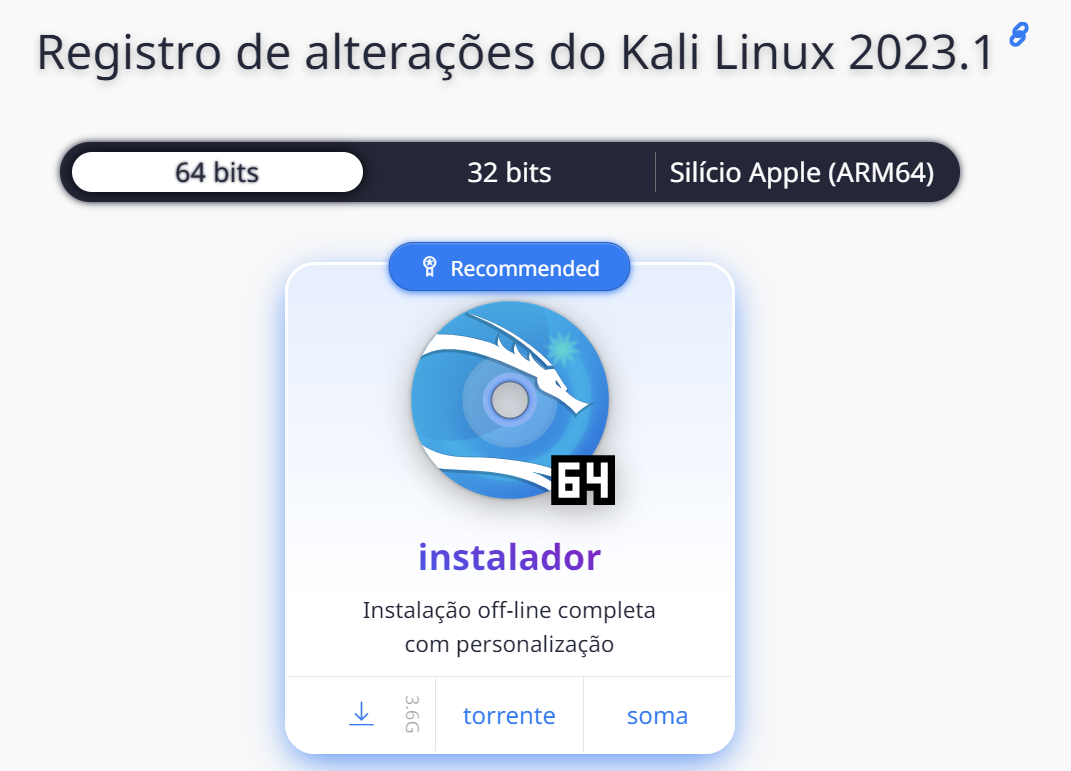 Registro de alterações do Kali Linux 2023.1
64 bits
32 bits
Silício Apple (ARM64)
Recommended
64
instalador
Instalação off-line completa
com personalização
3.6G
torrente
soma